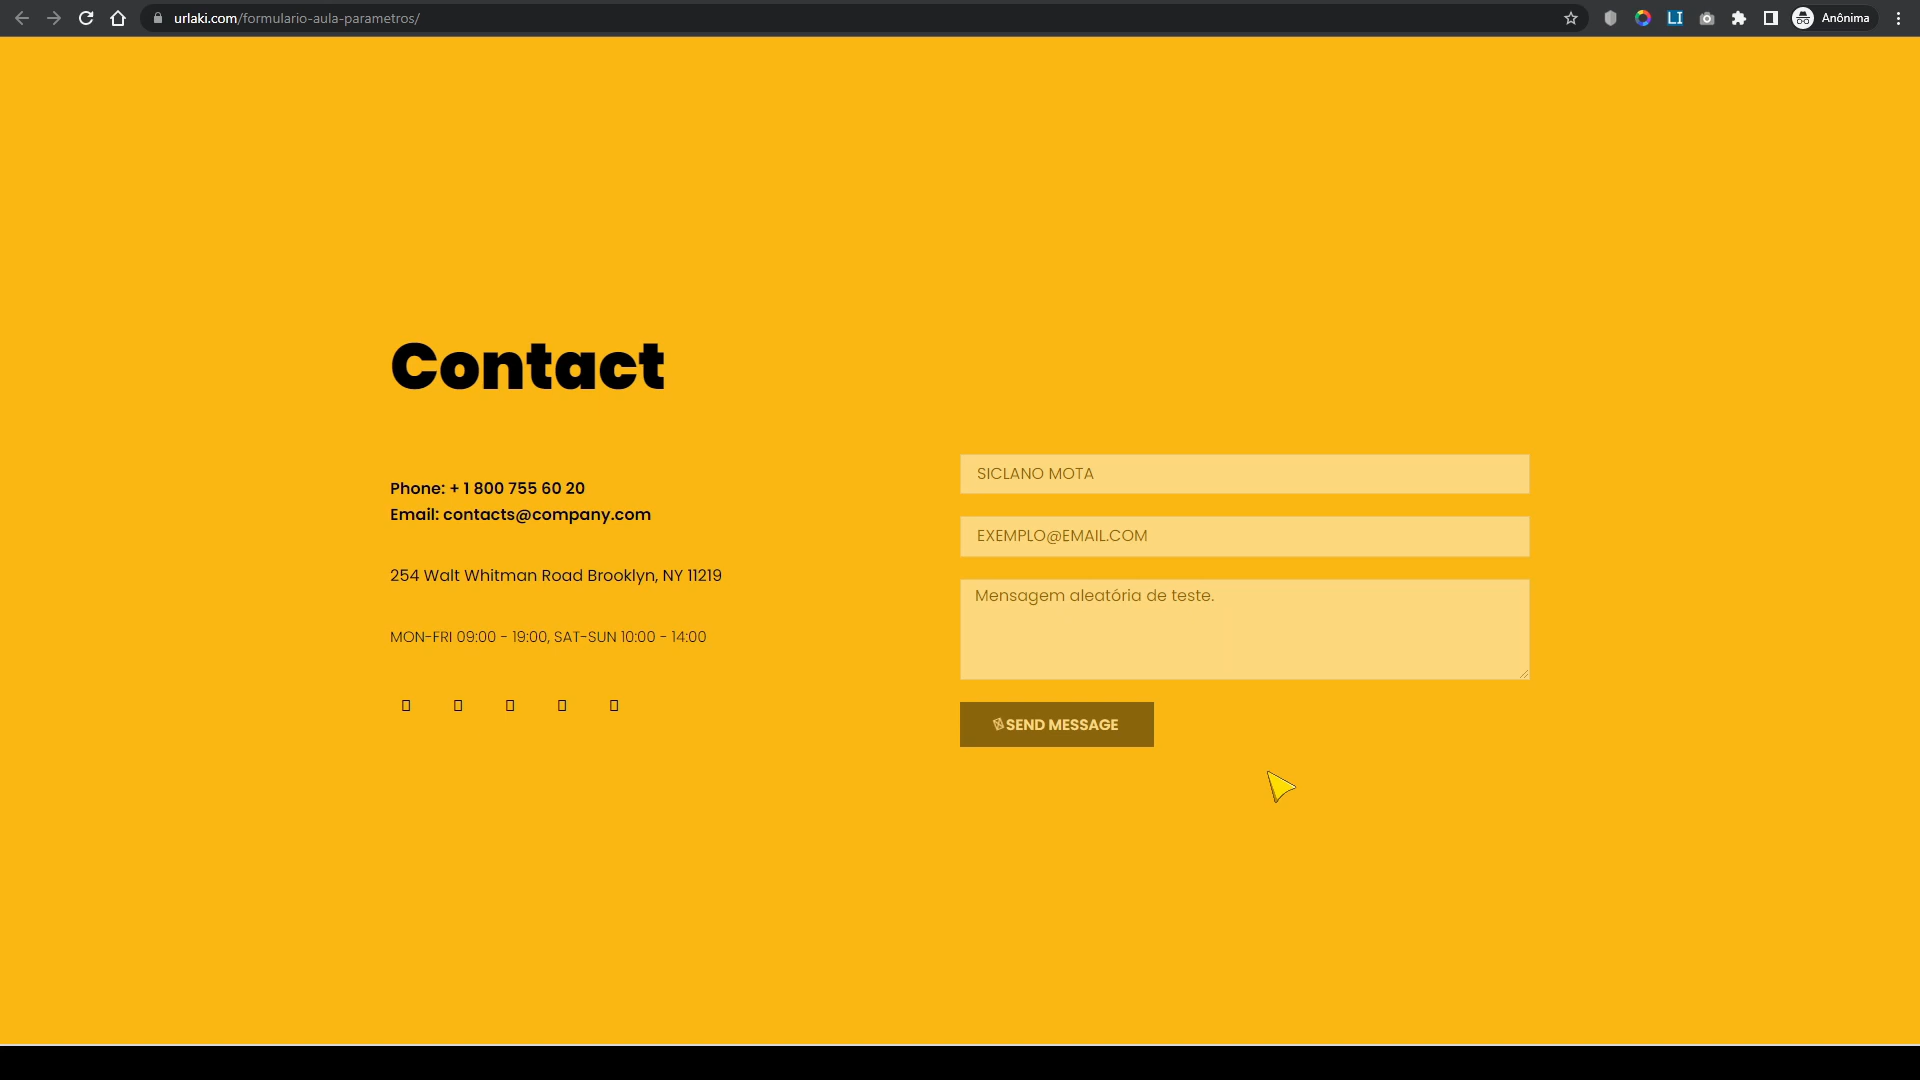 urlaki.com/formulario-aula-parametros/
LI
Anônima
Contact
Phone: + 1 800 755 60 20
Email: contacts@company.com
254 Walt Whitman Road Brooklyn, NY 11219
MON-FRI 09:00 - 19:00, SAT-SUN 10:00 - 14:00
SICLANO MOTA
EXEMPLO@EMAIL.COM
Mensagem aleatória de teste.
SEND MESSAGE